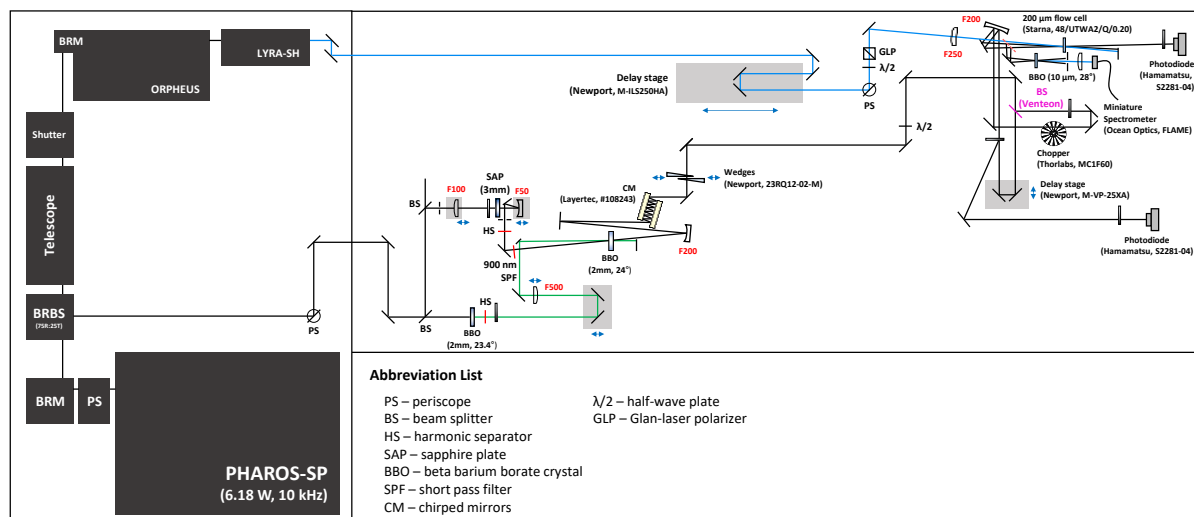 BRM
ORPHEUS
LYRA-SH
Shutter
Telescope
BRBS
(75R:25T)
BRM
PS
PHAROS-SP
(6.18 W, 10 kHz)
PS
BS
BS
F100
SAP
(3mm)
F50
HS
900 nm
SPF
F500
HS
BBO
(2mm, 23.4°)
CM
(Layertec, #108243)
BBO
(2mm, 24°)
F200
Wedges
(Newport, 23RQ12-02-M)
λ/2
Delay stage
(Newport, M-ILS250HA)
GLP
λ/2
PS
F250
F200
200 µm flow cell
(Starna, 48/UTWA2/Q/0.20)
Photodiode
(Hamamatsu,
S2281-04)
BBO (10 µm, 28°)
BS
(Venteon)
Miniature
Spectrometer
(Ocean Optics, FLAME)
Chopper
(Thorlabs, MC1F60)
Delay stage
(Newport, M-VP-25XA)
Photodiode
(Hamamatsu, S2281-04)
Abbreviation List
PS – periscope
BS – beam splitter
HS – harmonic separator
SAP – sapphire plate
BBO – beta barium borate crystal
SPF – short pass filter
CM – chirped mirrors
λ/2 – half-wave plate
GLP – Glan-laser polarizer